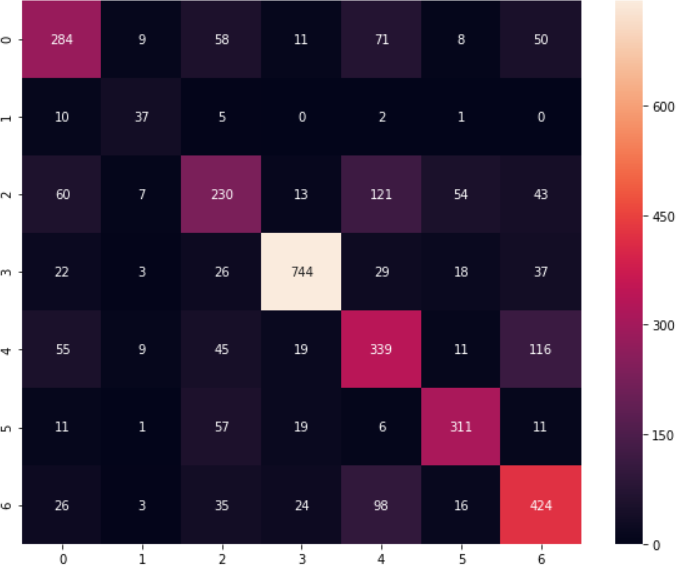 0 284 9 58 11 71 8 50
1 10 37 5 0 2 1 0
2 60 7 230 13 121 54 43
3 22 3 26 744 29 18 37
4 55 9 45 19 339 11 116
5 11 1 57 19 6 311 11
6 26 3 35 24 98 16 424
0 1 2 3 4 5 6
600
450
300
150
0